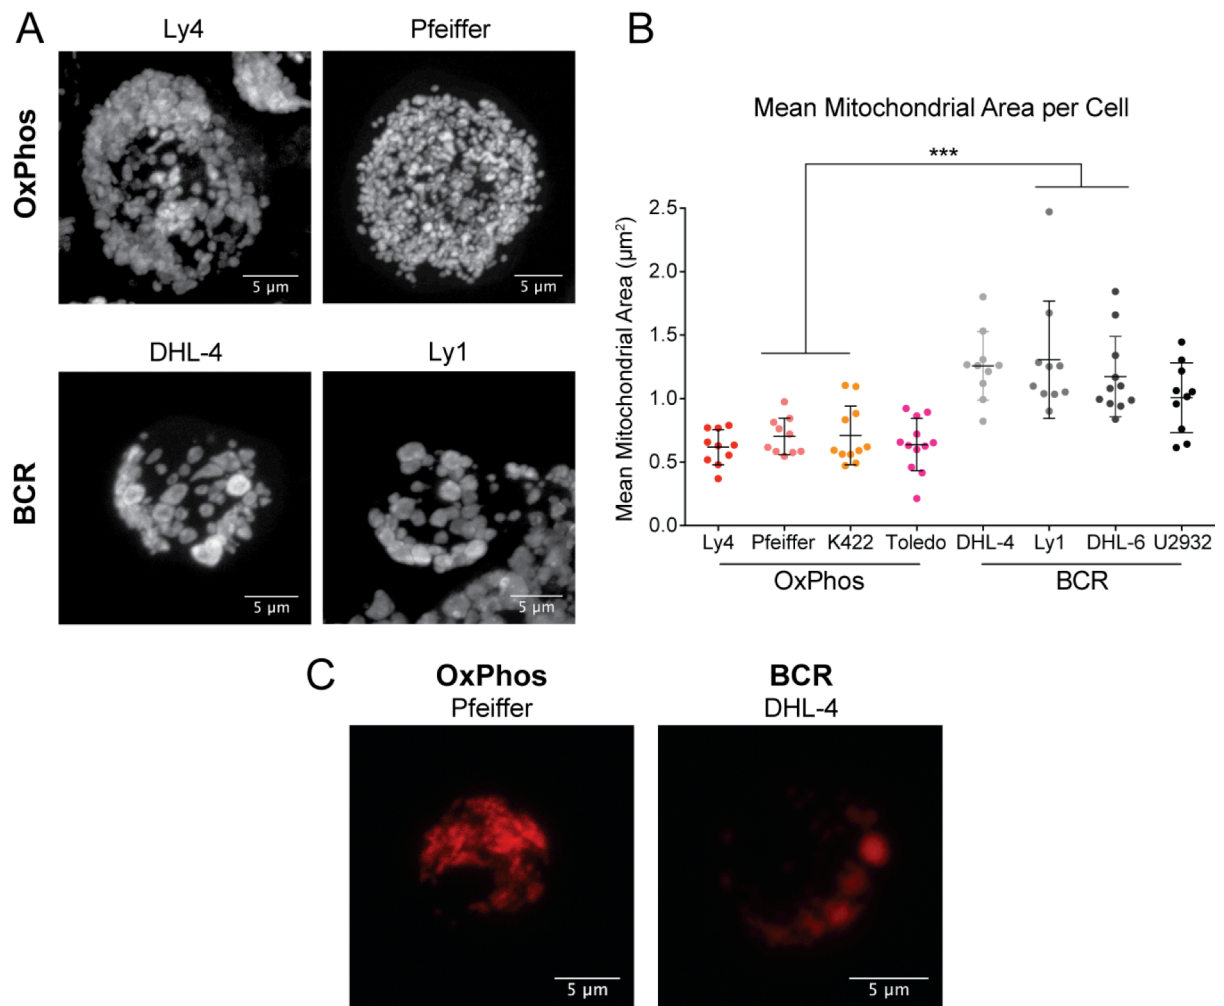 A
Ly4
Pfeiffer
OxPhos
5 µm
5 µm
DHL-4
Ly1
BCR
5 µm
5 µm
B
Mean Mitochondrial Area per Cell
***
Mean Mitochondrial Area (µm²)
2.5
2.0
1.5
1.0
0.5
0.0
Ly4 Pfeiffer K422 Toledo DHL-4 Ly1 DHL-6 U2932
OxPhos BCR
C
OxPhos BCR
Pfeiffer DHL-4
5 µm
5 µm